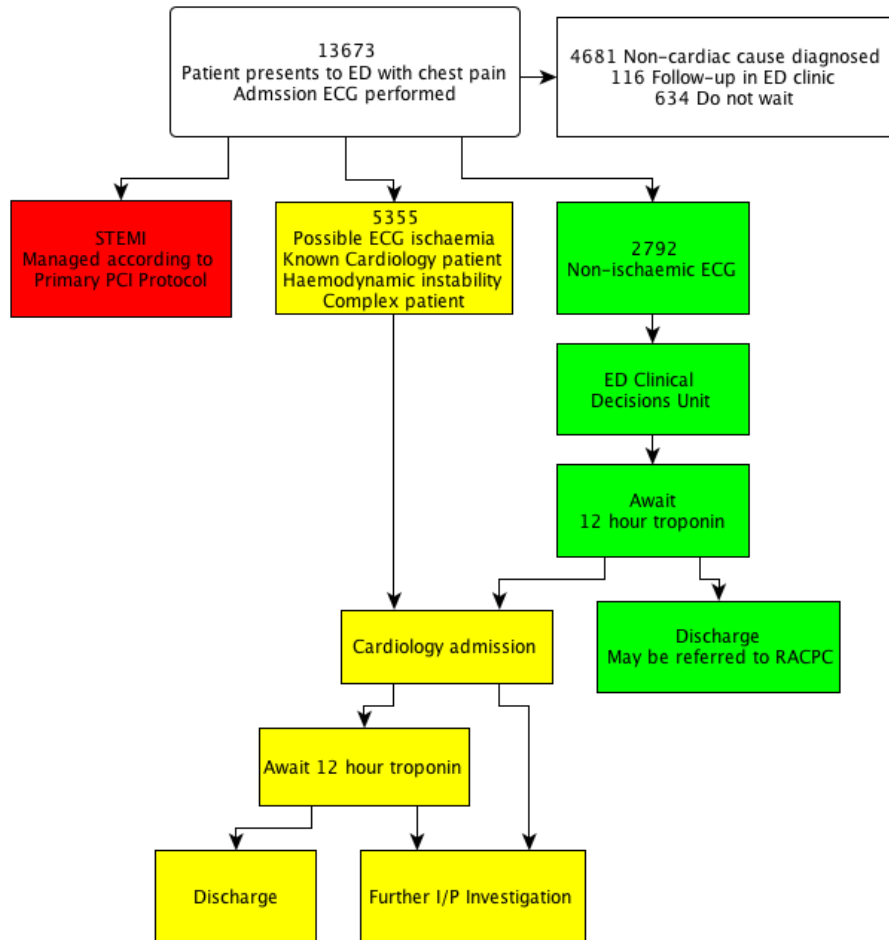 13673
Patient presents to ED with chest pain
Admssion ECG performed
4681 Non-cardiac cause diagnosed
116 Follow-up in ED clinic
634 Do not wait
STEMI
Managed according to
Primary PCI Protocol
5355
Possible ECG ischaemia
Known Cardiology patient
Haemodynamic instability
Complex patient
2792
Non-ischaemic ECG
ED Clinical
Decisions Unit
Await
12 hour troponin
Cardiology admission
Discharge
May be referred to RACPC
Await 12 hour troponin
Discharge
Further I/P Investigation